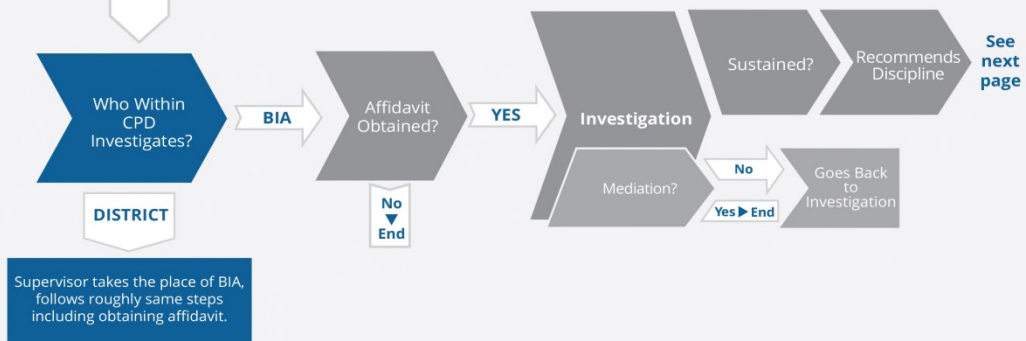 Who Within
CPD
Investigates?
BIA
Affidavit
Obtained?
YES
Investigation
Sustained?
Recommends
Discipline
See
next
page
Mediation?
No
Goes Back
to
Investigation
Yes ▶ End
No
▼
End
DISTRICT
Supervisor takes the place of BIA,
follows roughly same steps
including obtaining affidavit.